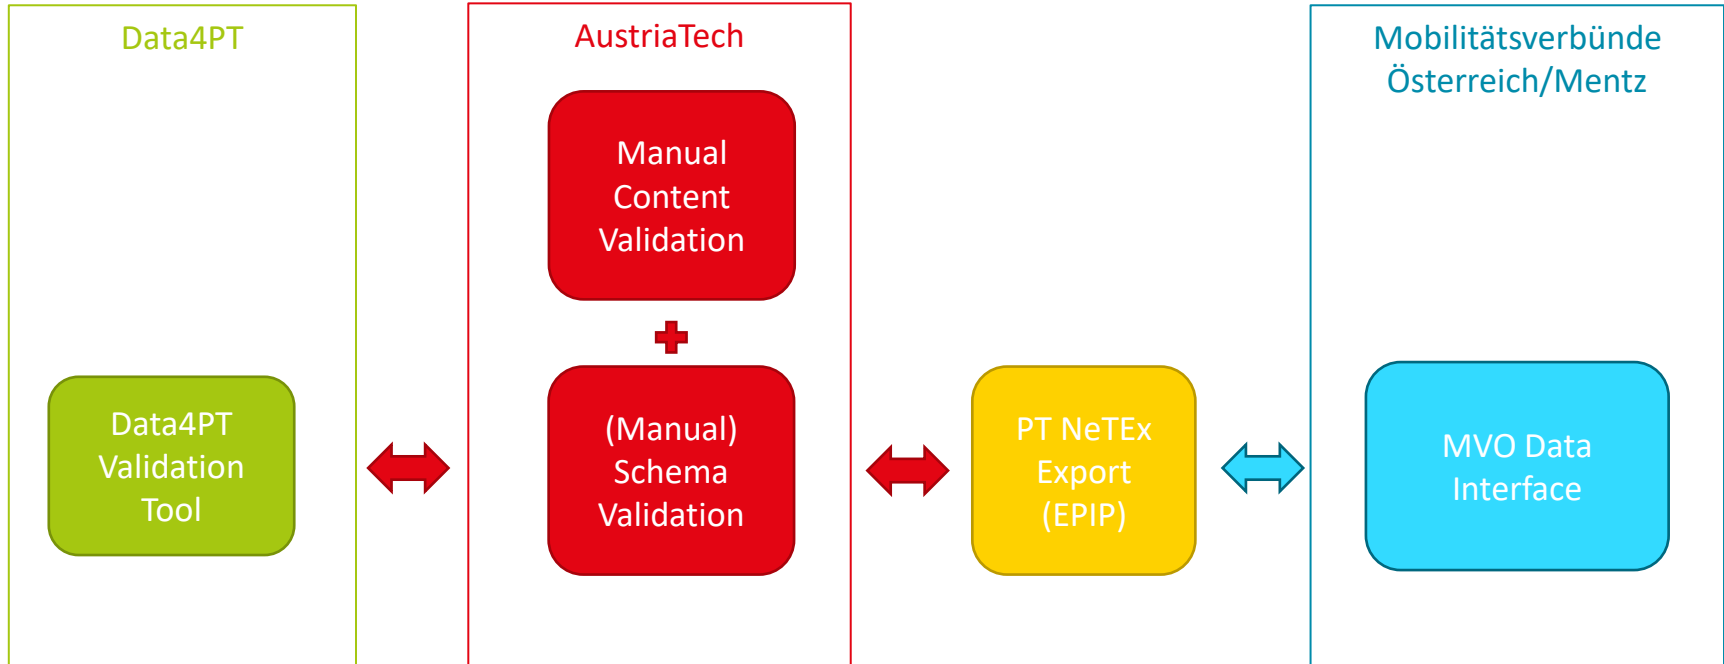 Data4PT
Data4PT
Validation
Tool
AustriaTech
Manual
Content
Validation
(Manual)
Schema
Validation
PT NeTEx
Export
(EPIP)
Mobilitätsverbünde
Österreich/Mentz
MVO Data
Interface